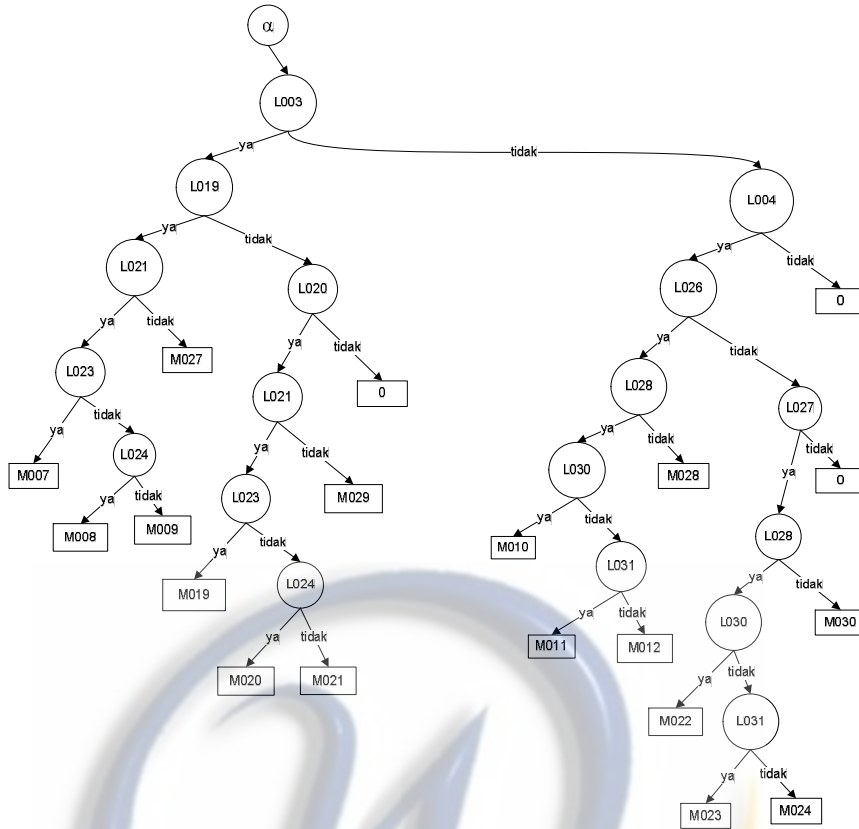 α
L003
ya
tidak
L019
L004
ya
tidak
ya
tidak
L021
L020
L026
0
ya
tidak
ya
tidak
ya
tidak
L023
M027
L021
0
L028
L027
ya
tidak
ya
tidak
ya
tidak
ya
tidak
M007
L024
L023
M029
L030
M028
0
ya
tidak
ya
tidak
ya
tidak
M008
M009
M010
L028
M019
L024
L031
ya
tidak
ya
tidak
ya
tidak
M020
M021
M011
M012
L030
M030
ya
tidak
M022
L031
ya
tidak
M023
M024